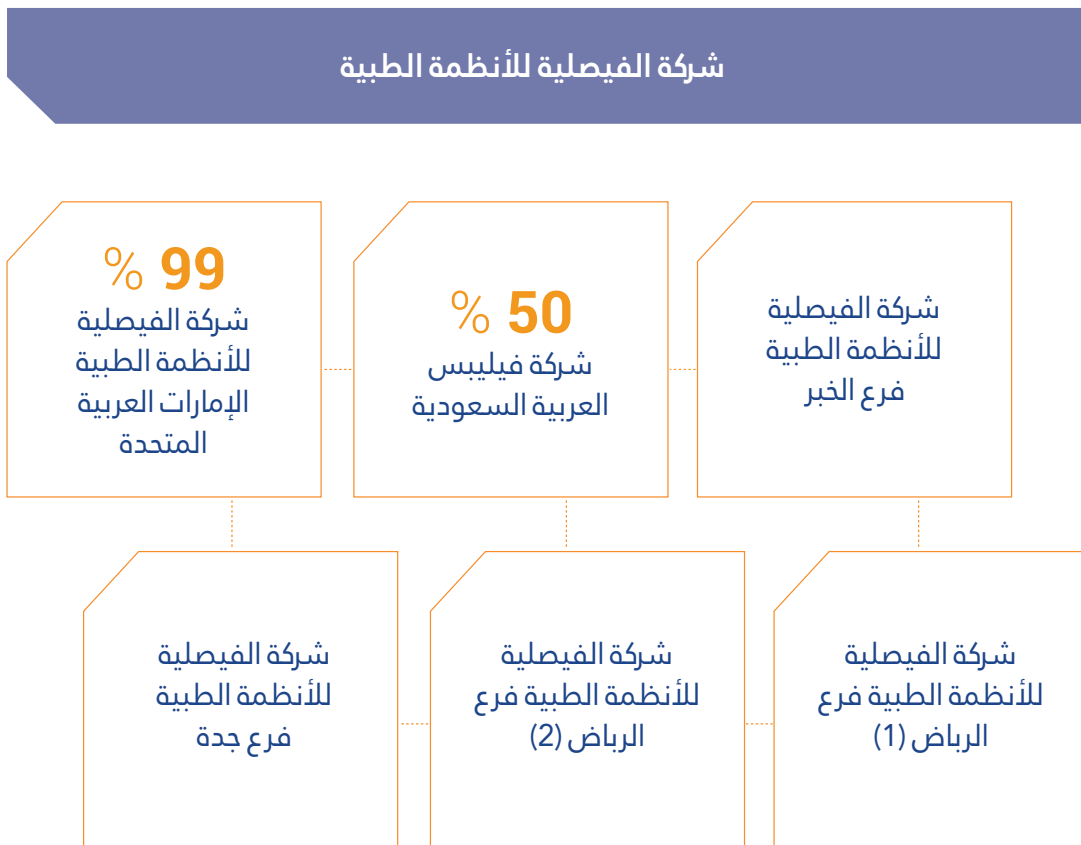 شركة الفيصلية للأنظمة الطبية
شركة الفيصلية
للأنظمة الطبية
فرع الخبر
50 %
شركة فيليبس
العربية السعودية
99 %
شركة الفيصلية
للأنظمة الطبية
الإمارات العربية
المتحدة
شركة الفيصلية
للأنظمة الطبية فرع
الرباض (1)
شركة الفيصلية
للأنظمة الطبية فرع
الرباض (2)
شركة الفيصلية
للأنظمة الطبية
فرع جدة